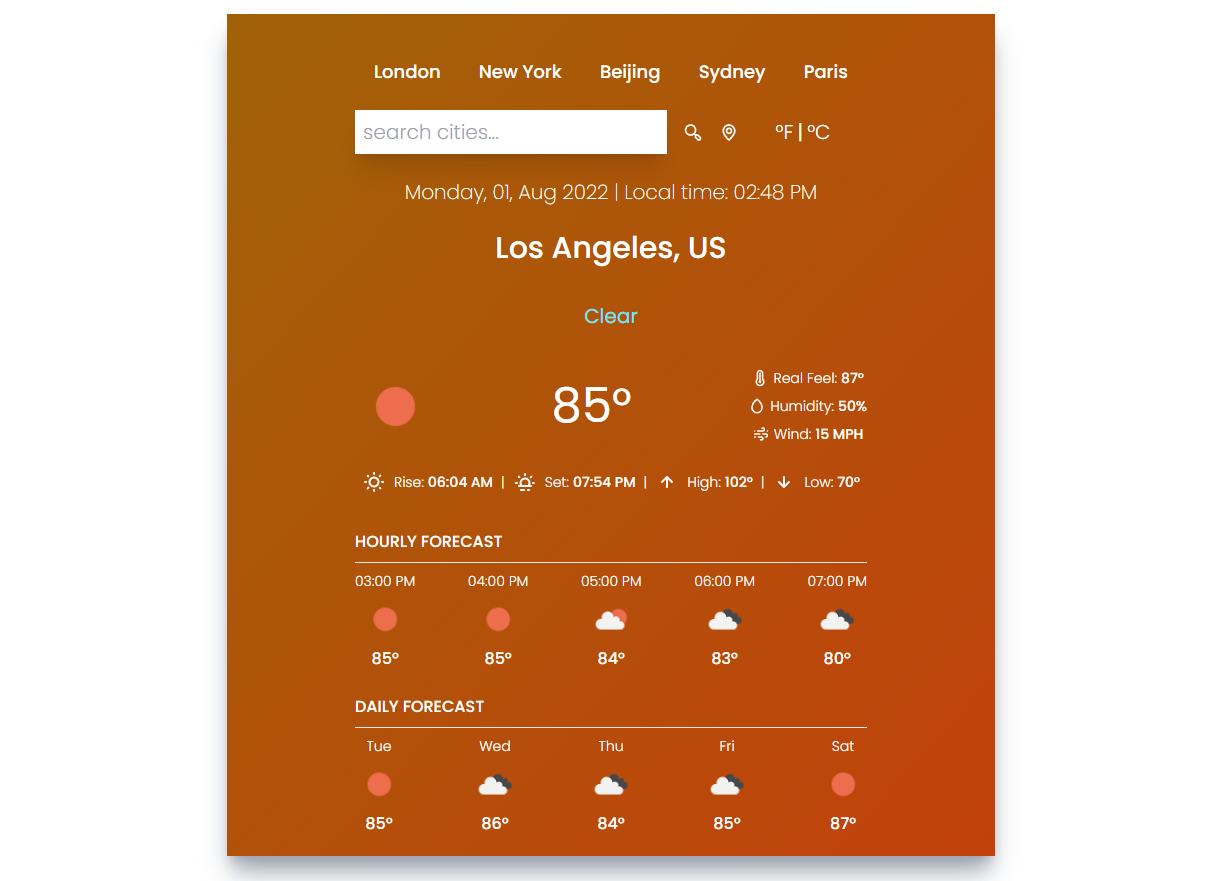 London New York Beijing Sydney Paris
search cities... °F | °C
Monday, 01, Aug 2022 | Local time: 02:48 PM
Los Angeles, US
Clear
85°
Real Feel: 87°
Humidity: 50%
Wind: 15 MPH
Rise: 06:04 AM | Set: 07:54 PM | High: 102° | Low: 70°
HOURLY FORECAST
03:00 PM 04:00 PM 05:00 PM 06:00 PM 07:00 PM
85° 85° 84° 83° 80°
DAILY FORECAST
Tue Wed Thu Fri Sat
85° 86° 84° 85° 87°